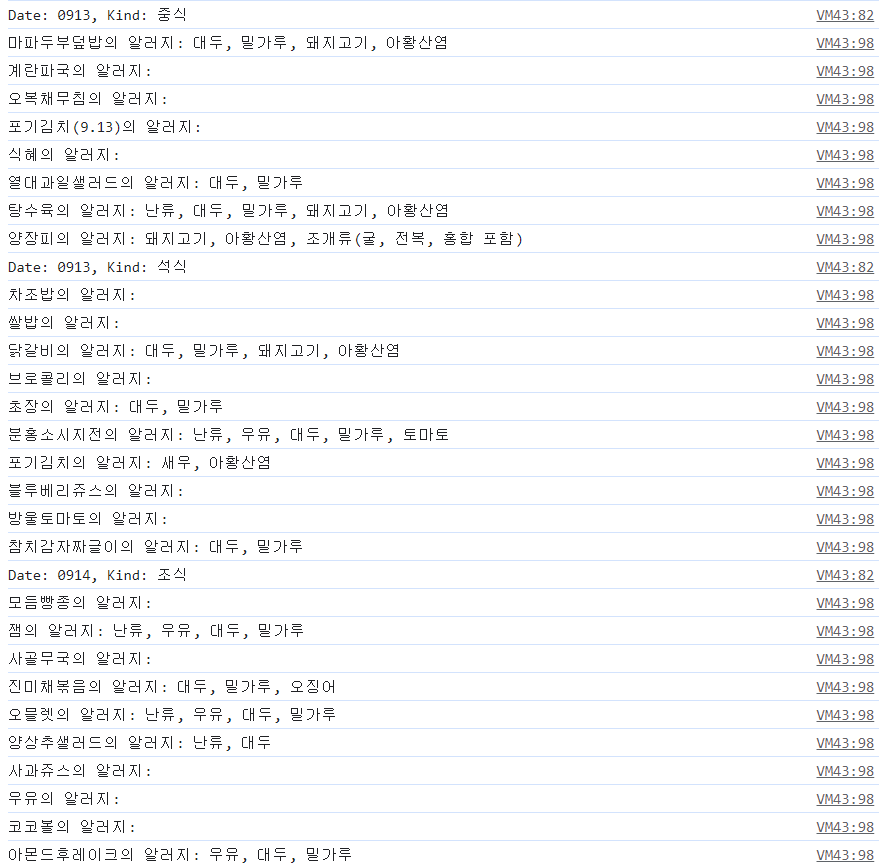 Date: 0913, Kind: 중식 VM43:82
마파두부덮밥의 알러지: 대두, 밀가루, 돼지고기, 아황산염 VM43:98
계란파국의 알러지: VM43:98
오복채무침의 알러지: VM43:98
포기김치(9.13)의 알러지: VM43:98
식혜의 알러지: VM43:98
열대과일샐러드의 알러지: 대두, 밀가루 VM43:98
탕수육의 알러지: 난류, 대두, 밀가루, 돼지고기, 아황산염 VM43:98
양장피의 알러지: 돼지고기, 아황산염, 조개류(굴, 전복, 홍합 포함) VM43:98
Date: 0913, Kind: 석식 VM43:82
차조밥의 알러지: VM43:98
쌀밥의 알러지: VM43:98
닭갈비의 알러지: 대두, 밀가루, 돼지고기, 아황산염 VM43:98
브로콜리의 알러지: VM43:98
초장의 알러지: 대두, 밀가루 VM43:98
분홍소시지전의 알러지: 난류, 우유, 대두, 밀가루, 토마토 VM43:98
포기김치의 알러지: 새우, 아황산염 VM43:98
블루베리쥬스의 알러지: VM43:98
방울토마토의 알러지: VM43:98
참치감자짜글이의 알러지: 대두, 밀가루 VM43:98
Date: 0914, Kind: 조식 VM43:82
모듬빵종의 알러지: VM43:98
잼의 알러지: 난류, 우유, 대두, 밀가루 VM43:98
사골무국의 알러지: VM43:98
진미채볶음의 알러지: 대두, 밀가루, 오징어 VM43:98
오믈렛의 알러지: 난류, 우유, 대두, 밀가루 VM43:98
양상추샐러드의 알러지: 난류, 대두 VM43:98
사과쥬스의 알러지: VM43:98
우유의 알러지: VM43:98
코코볼의 알러지: VM43:98
아몬드후레이크의 알러지: 우유, 대두, 밀가루 VM43:98